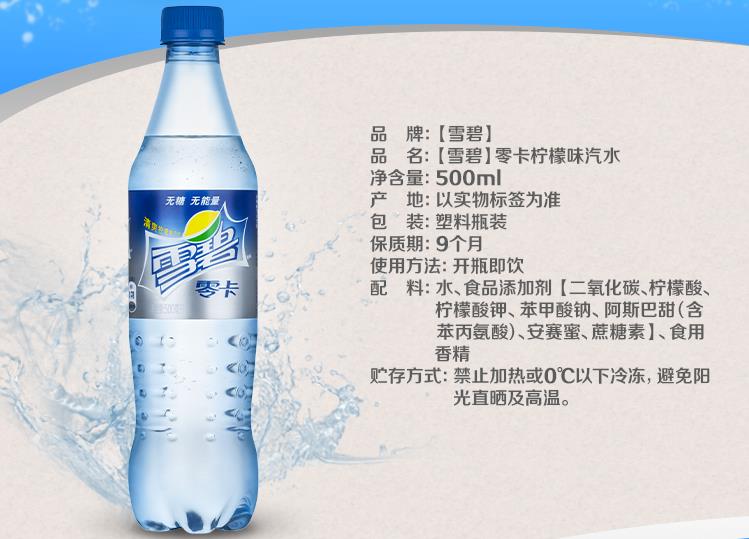 无糖 无能量
雪碧
零卡
品 牌:【雪碧】
品 名:【雪碧】零卡柠檬味汽水
净含量: 500ml
产 地: 以实物标签为准
包 装: 塑料瓶装
保质期: 9个月
使用方法: 开瓶即饮
配 料: 水、食品添加剂【二氧化碳、柠檬酸、
柠檬酸钾、苯甲酸钠、阿斯巴甜(含
苯丙氨酸)、安赛蜜、蔗糖素】、食用
香精
贮存方式: 禁止加热或0℃以下冷冻, 避免阳
光直晒及高温。